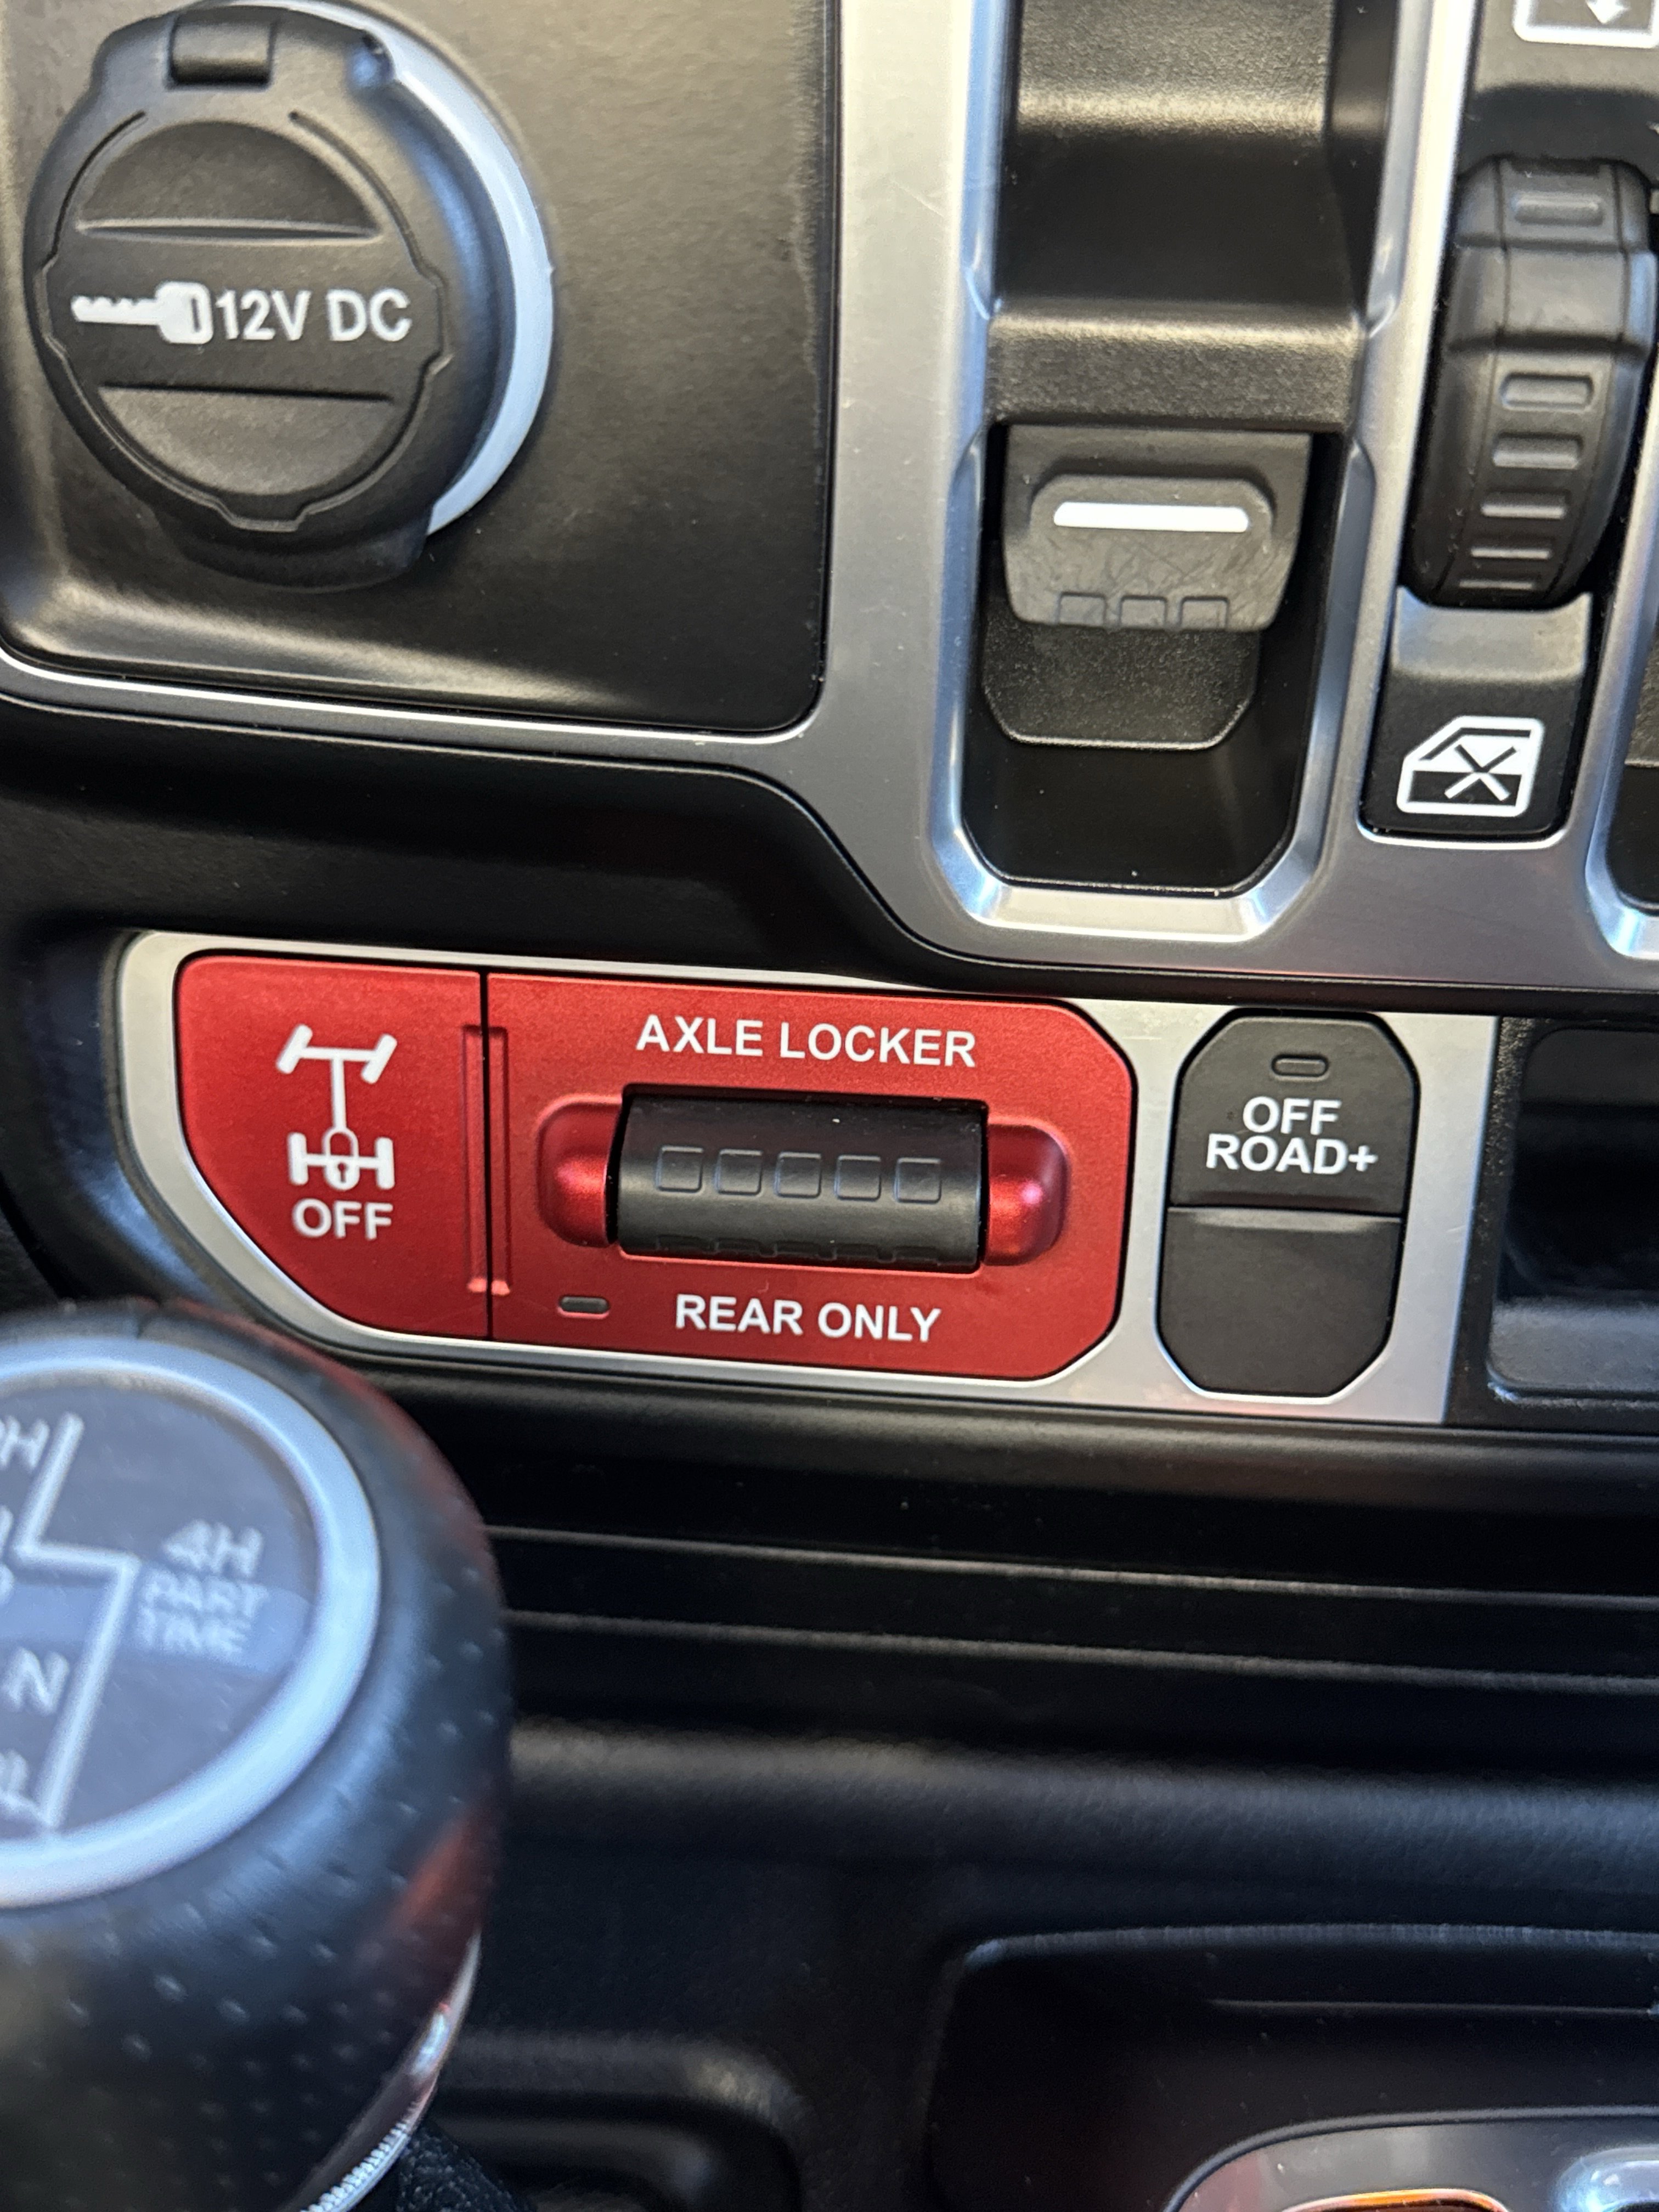 12V DC
AXLE LOCKER
OFF
REAR ONLY
OFF
ROAD+
4H
PART
TIME
N